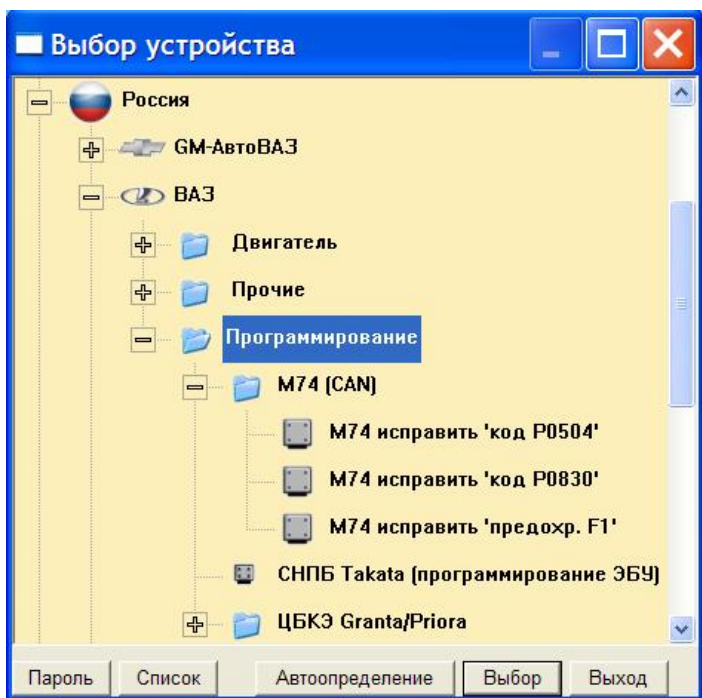 Выбор устройства
Россия
GM-АвтоВАЗ
ВАЗ
Двигатель
Прочие
Программирование
М74 (CAN)
М74 исправить 'код P0504'
М74 исправить 'код P0830'
М74 исправить 'предохр. F1'
СНПБ Takata (программирование ЭБУ)
ЦБКЭ Granta/Priora
Пароль Список Автоопределение Выбор Выход